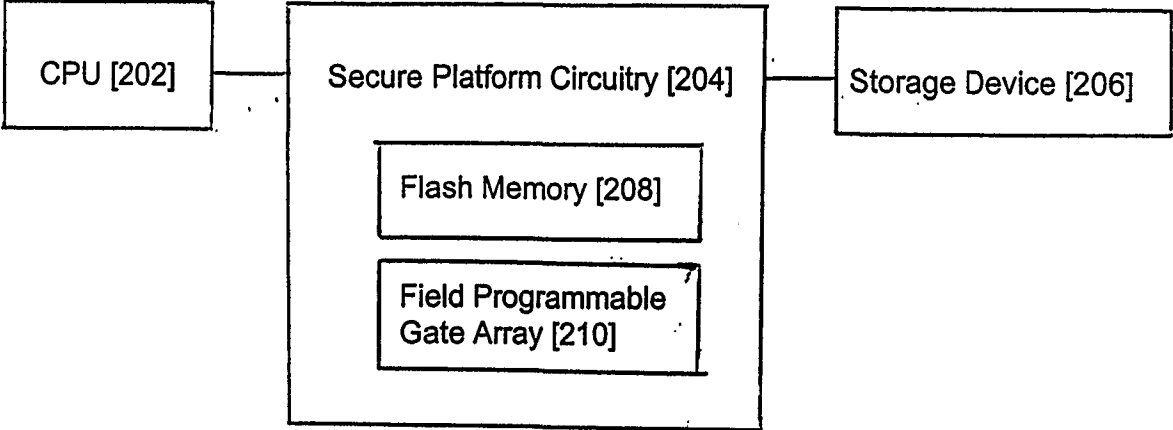 CPU [202]
Secure Platform Circuitry [204]
Storage Device [206]
Flash Memory [208]
Field Programmable
Gate Array [210]